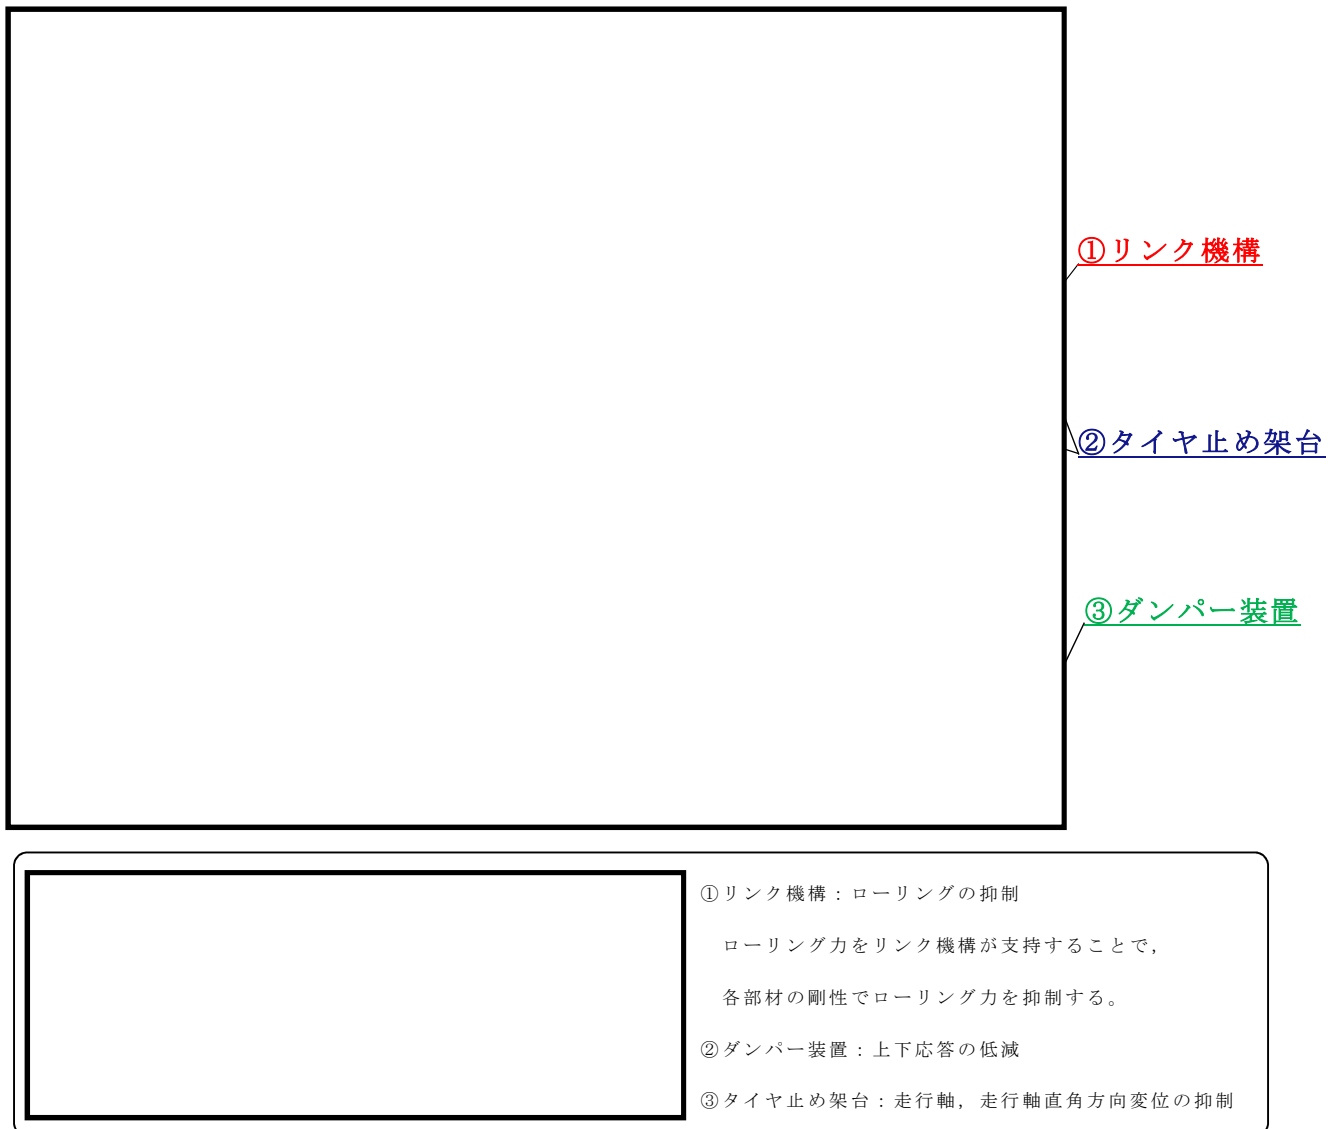 ①リンク機構
②タイヤ止め架台
③ダンパー装置
①リンク機構：ローリングの抑制
ローリング力をリンク機構が支持することで，
各部材の剛性でローリング力を抑制する。
②ダンパー装置：上下応答の低減
③タイヤ止め架台：走行軸，走行軸直角方向変位の抑制